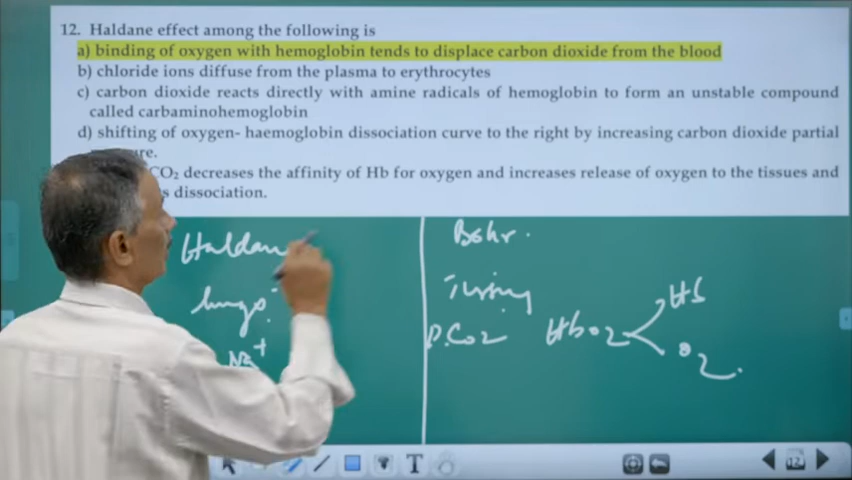 12. Haldane effect among the following is
a) binding of oxygen with hemoglobin tends to displace carbon dioxide from the blood
b) chloride ions diffuse from the plasma to erythrocytes
c) carbon dioxide reacts directly with amine radicals of hemoglobin to form an unstable compound
called carbaminohemoglobin
d) shifting of oxygen- haemoglobin dissociation curve to the right by increasing carbon dioxide partial
re.
CO₂ decreases the affinity of Hb for oxygen and increases release of oxygen to the tissues and
s dissociation.
Haldan
lungs.
Bohr.
P.CO2
HbO2
Hb
O2.
T
12